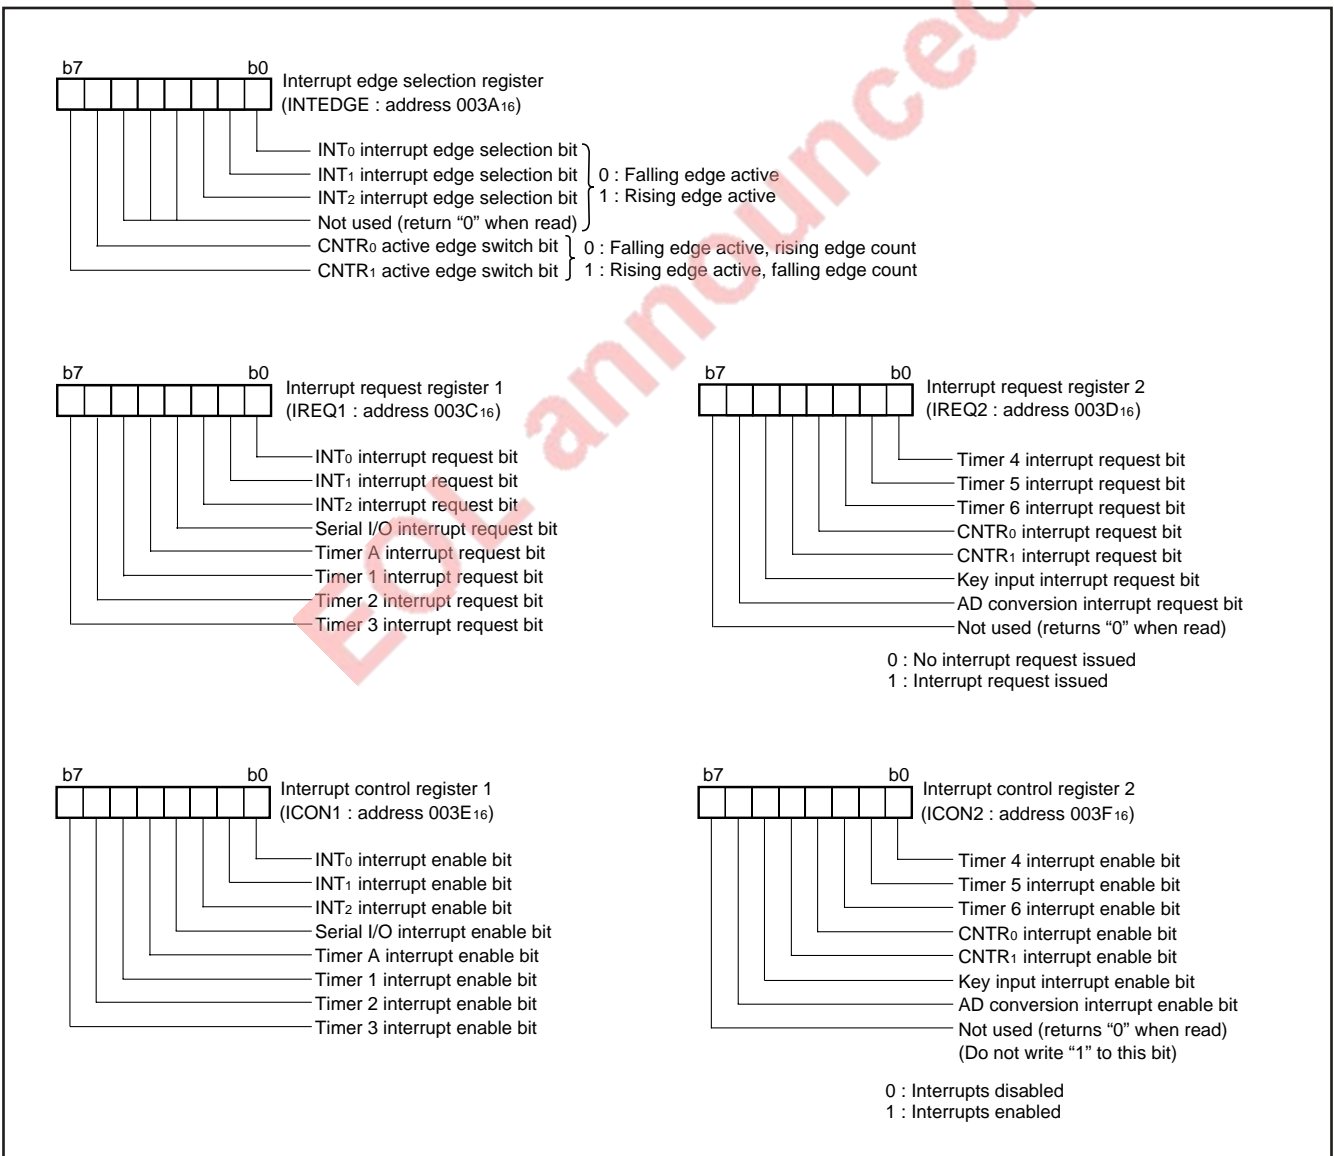 b7 b0
Interrupt edge selection register
(INTEDGE : address 003A16)
INT0 interrupt edge selection bit
INT1 interrupt edge selection bit
INT2 interrupt edge selection bit
Not used (return “0” when read)
0 : Falling edge active
1 : Rising edge active
CNTR0 active edge switch bit
CNTR1 active edge switch bit
0 : Falling edge active, rising edge count
1 : Rising edge active, falling edge count
b7 b0
Interrupt request register 1
(IREQ1 : address 003C16)
INT0 interrupt request bit
INT1 interrupt request bit
INT2 interrupt request bit
Serial I/O interrupt request bit
Timer A interrupt request bit
Timer 1 interrupt request bit
Timer 2 interrupt request bit
Timer 3 interrupt request bit
b7 b0
Interrupt request register 2
(IREQ2 : address 003D16)
Timer 4 interrupt request bit
Timer 5 interrupt request bit
Timer 6 interrupt request bit
CNTR0 interrupt request bit
CNTR1 interrupt request bit
Key input interrupt request bit
AD conversion interrupt request bit
Not used (returns “0” when read)
0 : No interrupt request issued
1 : Interrupt request issued
b7 b0
Interrupt control register 1
(ICON1 : address 003E16)
INT0 interrupt enable bit
INT1 interrupt enable bit
INT2 interrupt enable bit
Serial I/O interrupt enable bit
Timer A interrupt enable bit
Timer 1 interrupt enable bit
Timer 2 interrupt enable bit
Timer 3 interrupt enable bit
b7 b0
Interrupt control register 2
(ICON2 : address 003F16)
Timer 4 interrupt enable bit
Timer 5 interrupt enable bit
Timer 6 interrupt enable bit
CNTR0 interrupt enable bit
CNTR1 interrupt enable bit
Key input interrupt enable bit
AD conversion interrupt enable bit
Not used (returns “0” when read)
(Do not write “1” to this bit)
0 : Interrupts disabled
1 : Interrupts enabled
EOL announced